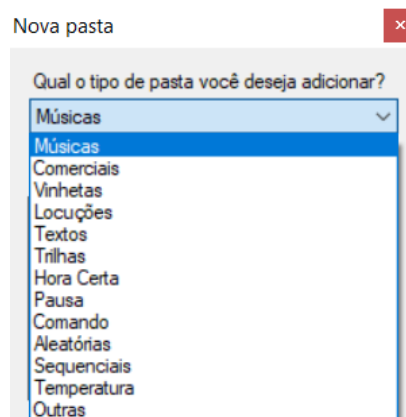 Nova pasta
Qual o tipo de pasta você deseja adicionar?
Músicas
Músicas
Comerciais
Vinhetas
Locuções
Textos
Trilhas
Hora Certa
Pausa
Comando
Aleatórias
Sequenciais
Temperatura
Outras